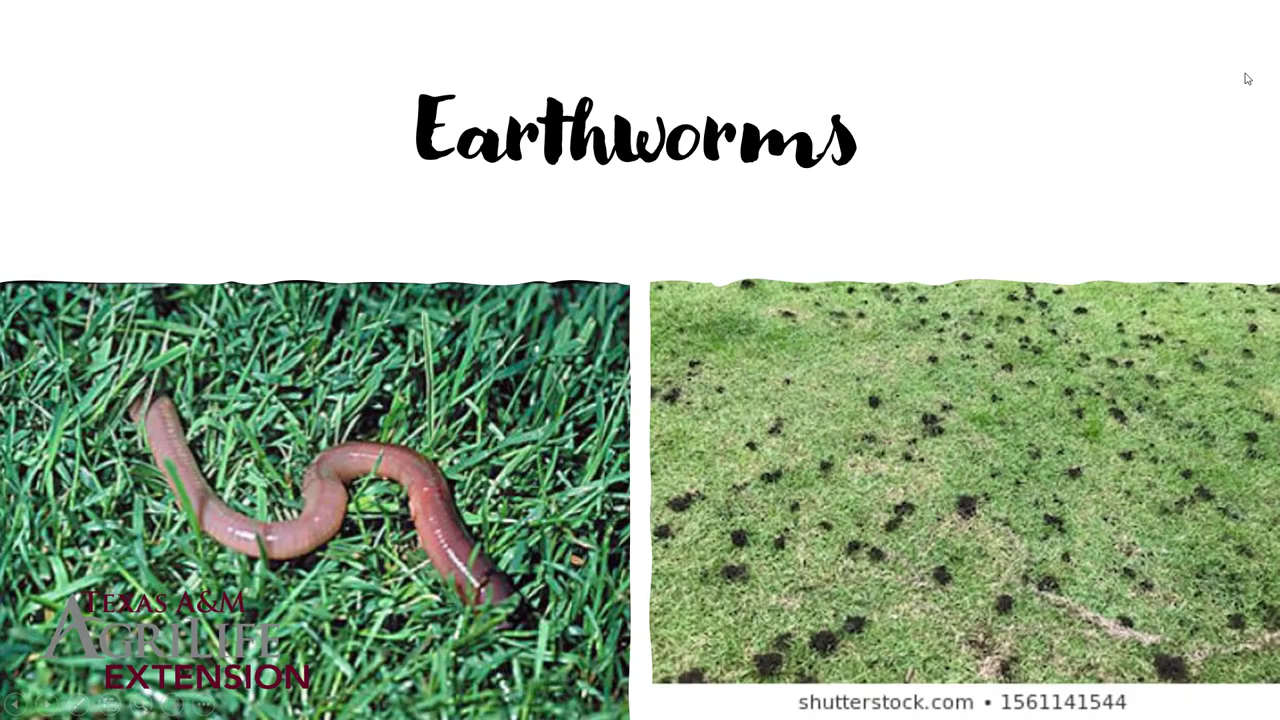 Earthworms
TEXAS A&M
AGRILIFE
EXTENSION
shutterstock.com • 1561141544